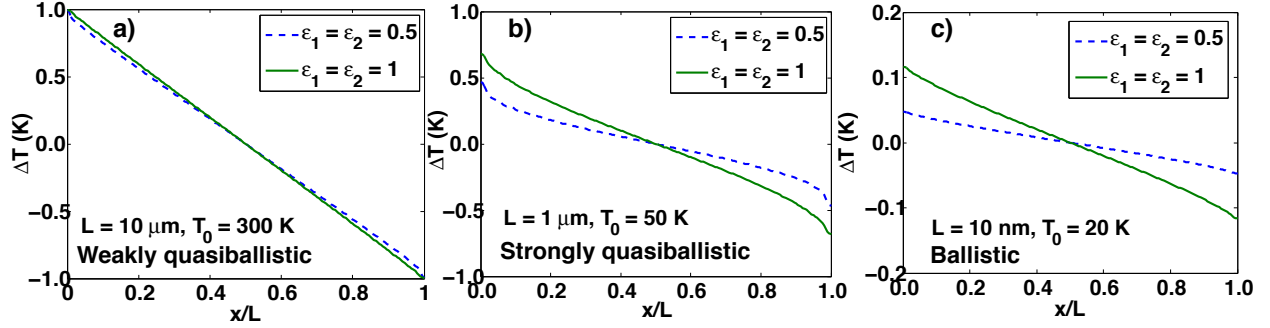 a)
ε1 = ε2 = 0.5
ε1 = ε2 = 1
ΔT (K)
1.0
0.5
0.0
−0.5
−1.0
L = 10 μm, T0 = 300 K
Weakly quasiballistic
0 0.2 0.4 0.6 0.8 1
x/L
b)
ε1 = ε2 = 0.5
ε1 = ε2 = 1
ΔT (K)
1.0
0.5
0.0
−0.5
−1.0
L = 1 μm, T0 = 50 K
Strongly quasiballistic
0.0 0.2 0.4 0.6 0.8 1.0
x/L
c)
ε1 = ε2 = 0.5
ε1 = ε2 = 1
ΔT (K)
0.2
0.1
0.0
−0.1
−0.2
L = 10 nm, T0 = 20 K
Ballistic
0.0 0.2 0.4 0.6 0.8 1.0
x/L